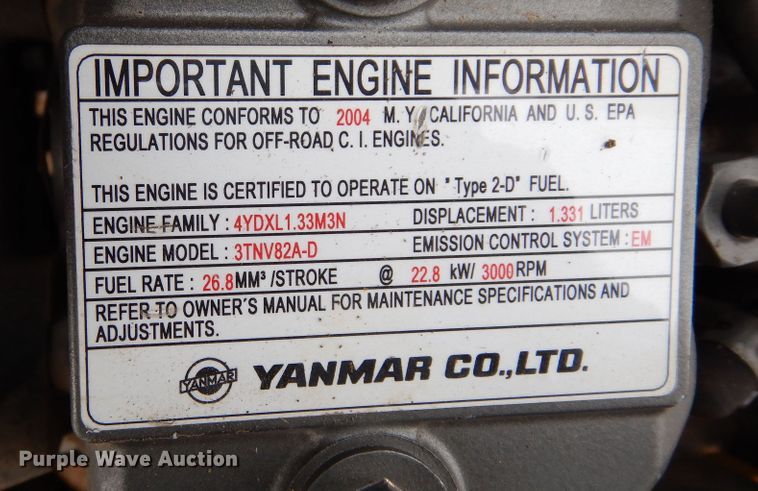 IMPORTANT ENGINE INFORMATION
THIS ENGINE CONFORMS TO 2004 M. Y. CALIFORNIA AND U. S. EPA
REGULATIONS FOR OFF-ROAD C. I. ENGINES.
THIS ENGINE IS CERTIFIED TO OPERATE ON " Type 2-D" FUEL.
ENGINE FAMILY : 4YDXL1.33M3N DISPLACEMENT : 1.331 LITERS
ENGINE MODEL : 3TNV82A-D EMISSION CONTROL SYSTEM : EM
FUEL RATE : 26.8 MM³ /STROKE @ 22.8 kW/ 3000 RPM
REFER TO OWNER'S MANUAL FOR MAINTENANCE SPECIFICATIONS AND
ADJUSTMENTS.
YANMAR YANMAR CO.,LTD.
Purple Wave Auction